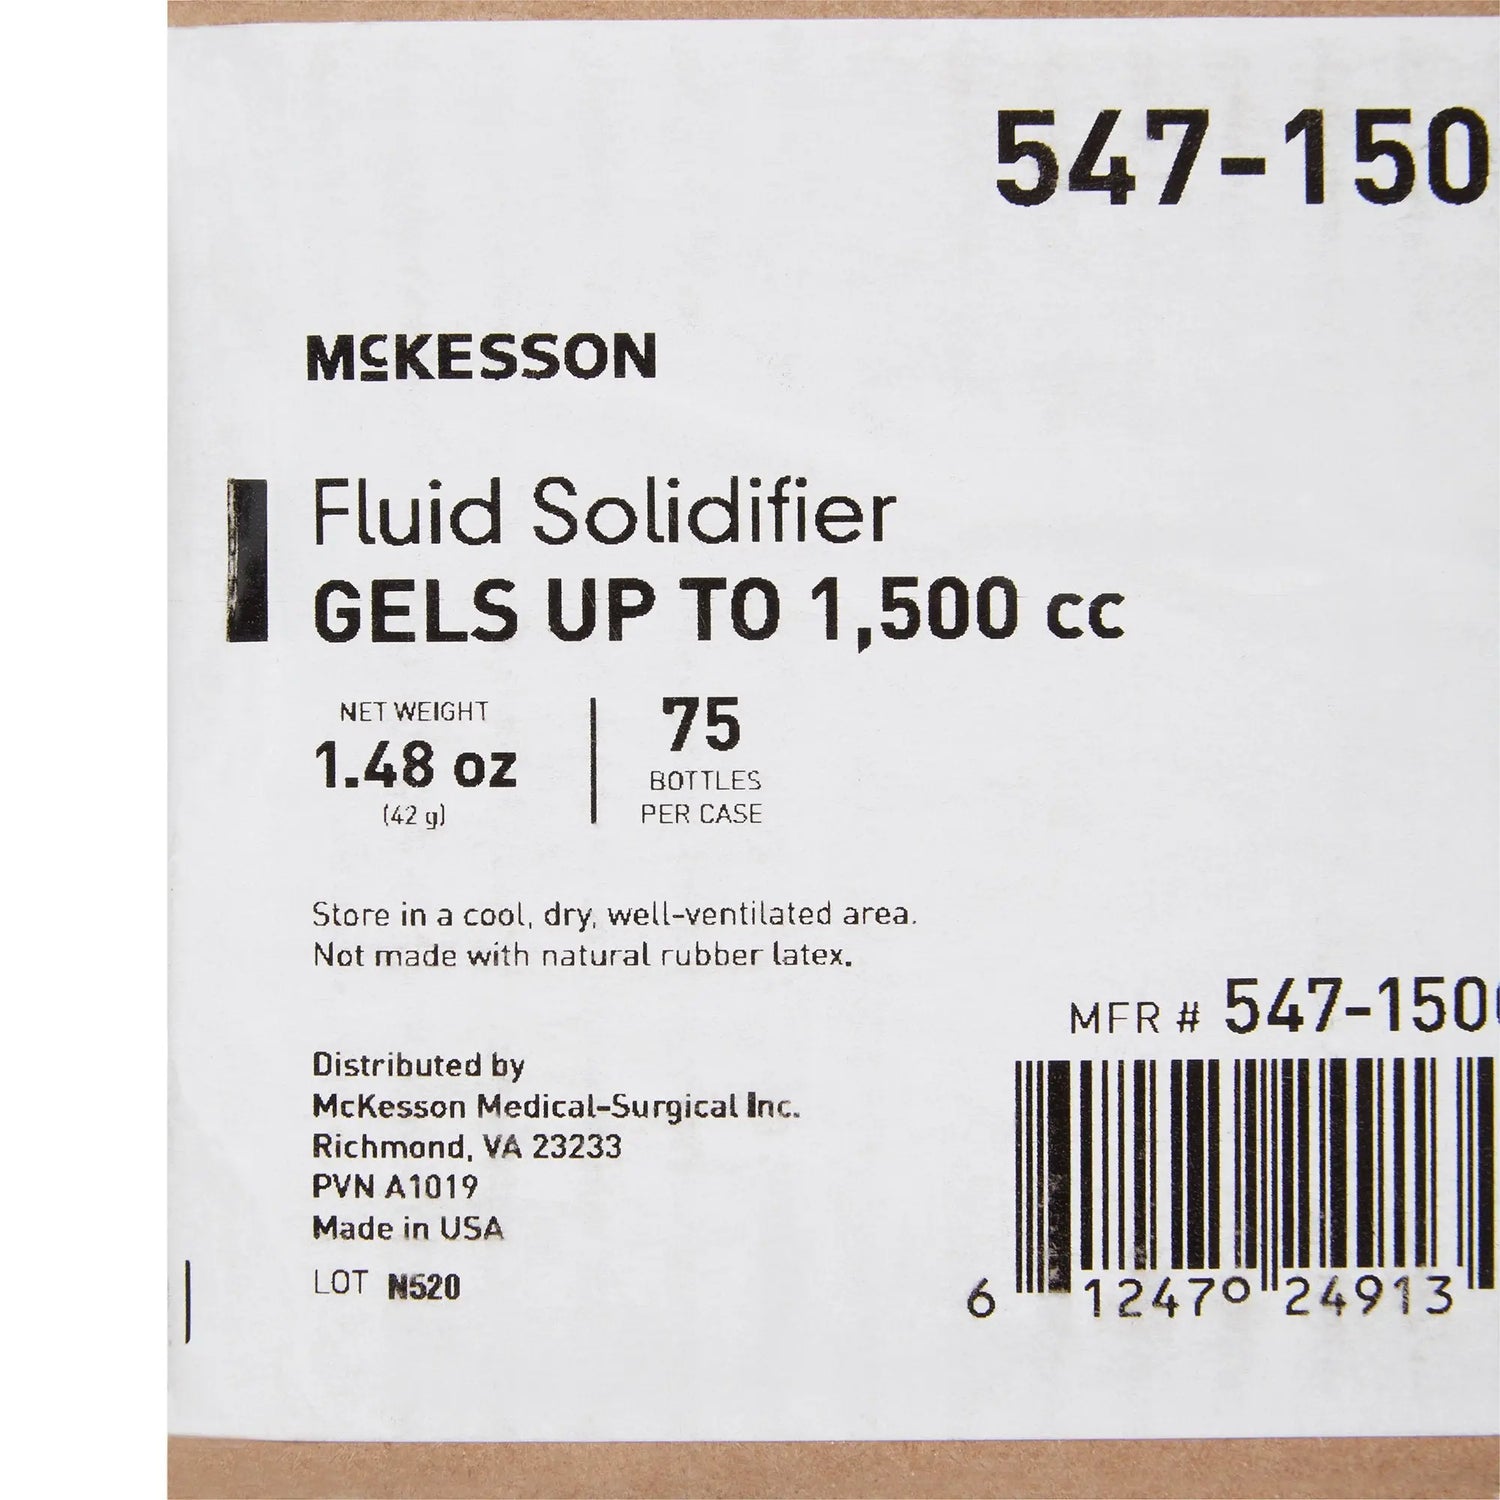 547-150
McKESSON
Fluid Solidifier
GELS UP TO 1,500 cc
NET WEIGHT
1.48 oz
(42 g)
75
BOTTLES
PER CASE
Store in a cool, dry, well-ventilated area.
Not made with natural rubber latex.
MFR # 547-150
Distributed by
McKesson Medical-Surgical Inc.
Richmond, VA 23233
PVN A1019
Made in USA
LOT N520
6 12470 24913